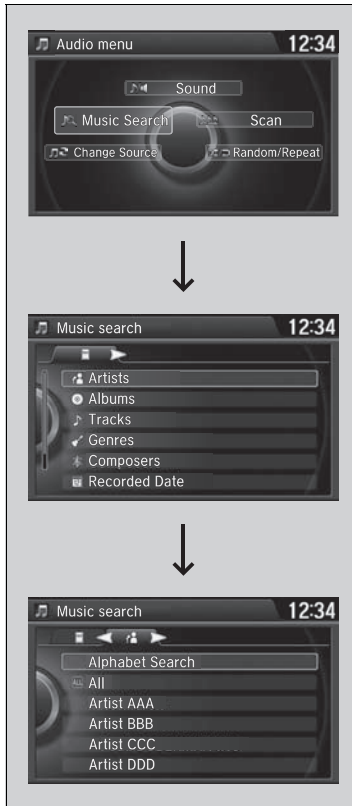 Audio menu 12:34
Sound
Music Search Scan
Change Source Random/Repeat
Music search 12:34
Artists
Albums
Tracks
Genres
Composers
Recorded Date
Music search 12:34
Alphabet Search
ALL All
Artist AAA
Artist BBB
Artist CCC
Artist DDD